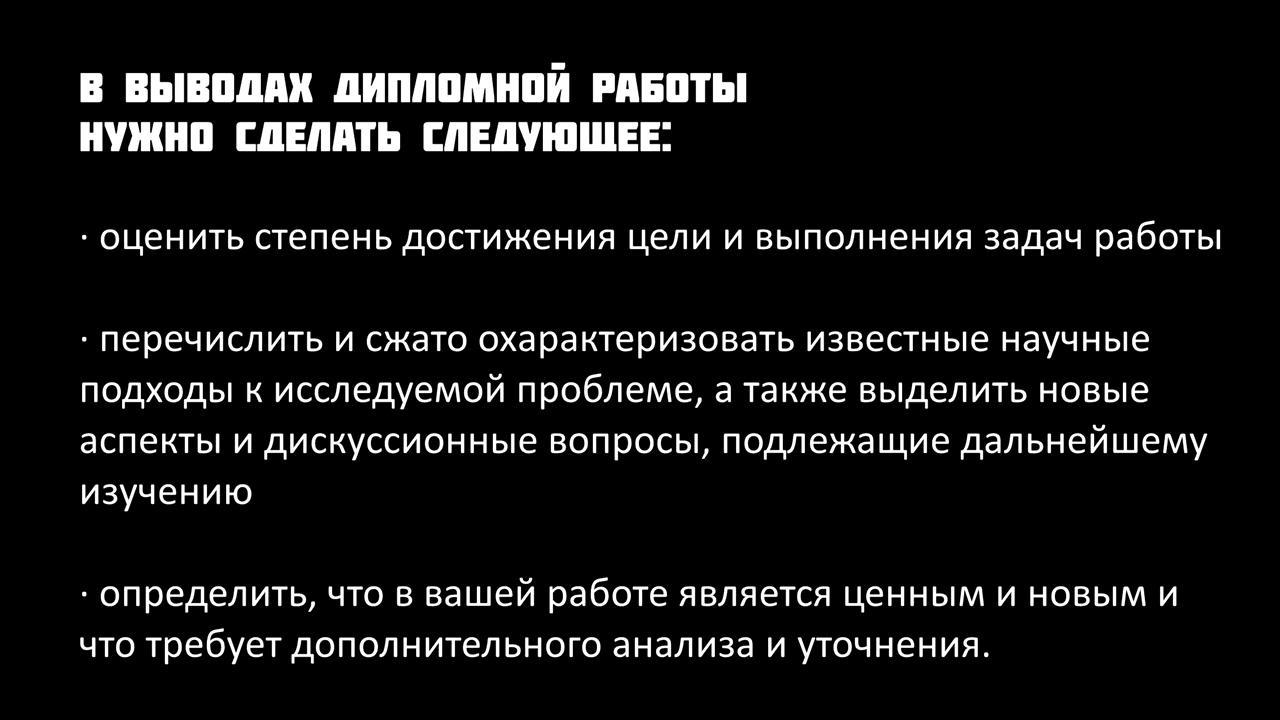 В ВЫВОДАХ ДИПЛОМНОЙ РАБОТЫ
НУЖНО СДЕЛАТЬ СЛЕДУЮЩЕЕ:
· оценить степень достижения цели и выполнения задач работы
· перечислить и сжато охарактеризовать известные научные
подходы к исследуемой проблеме, а также выделить новые
аспекты и дискуссионные вопросы, подлежащие дальнейшему
изучению
· определить, что в вашей работе является ценным и новым и
что требует дополнительного анализа и уточнения.